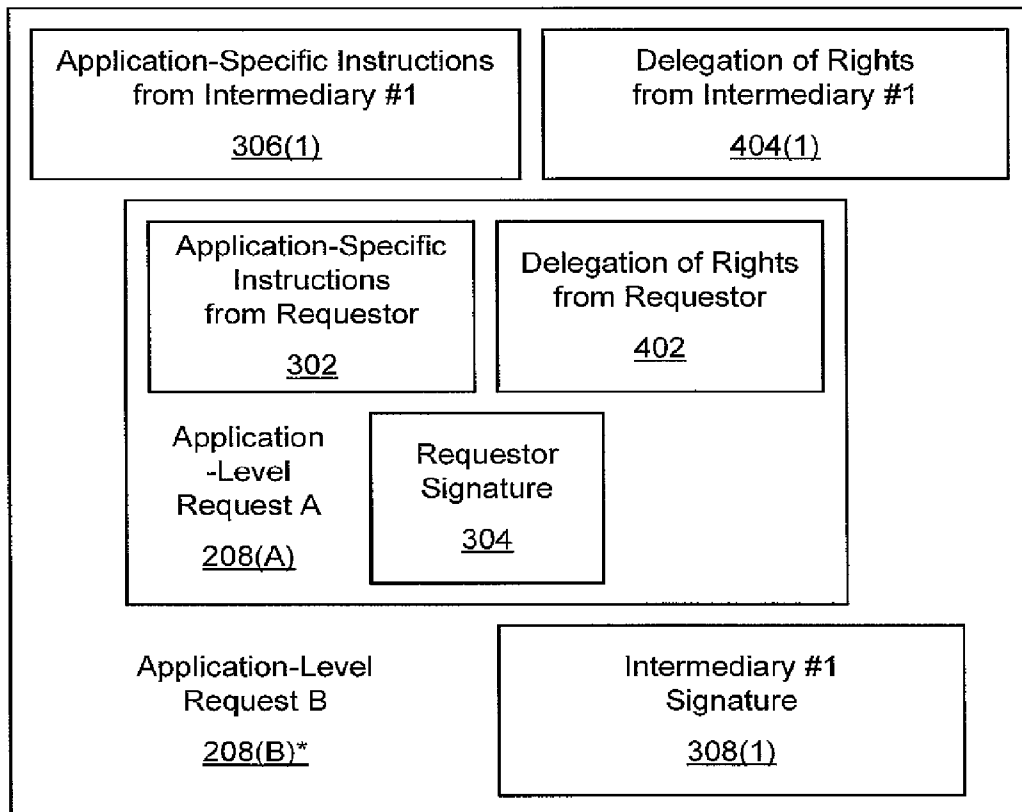 Application-Specific Instructions
from Intermediary #1
306(1)
Delegation of Rights
from Intermediary #1
404(1)
Application-Specific
Instructions
from Requestor
302
Delegation of Rights
from Requestor
402
Application
-Level
Request A
208(A)
Requestor
Signature
304
Application-Level
Request B
208(B)*
Intermediary #1
Signature
308(1)